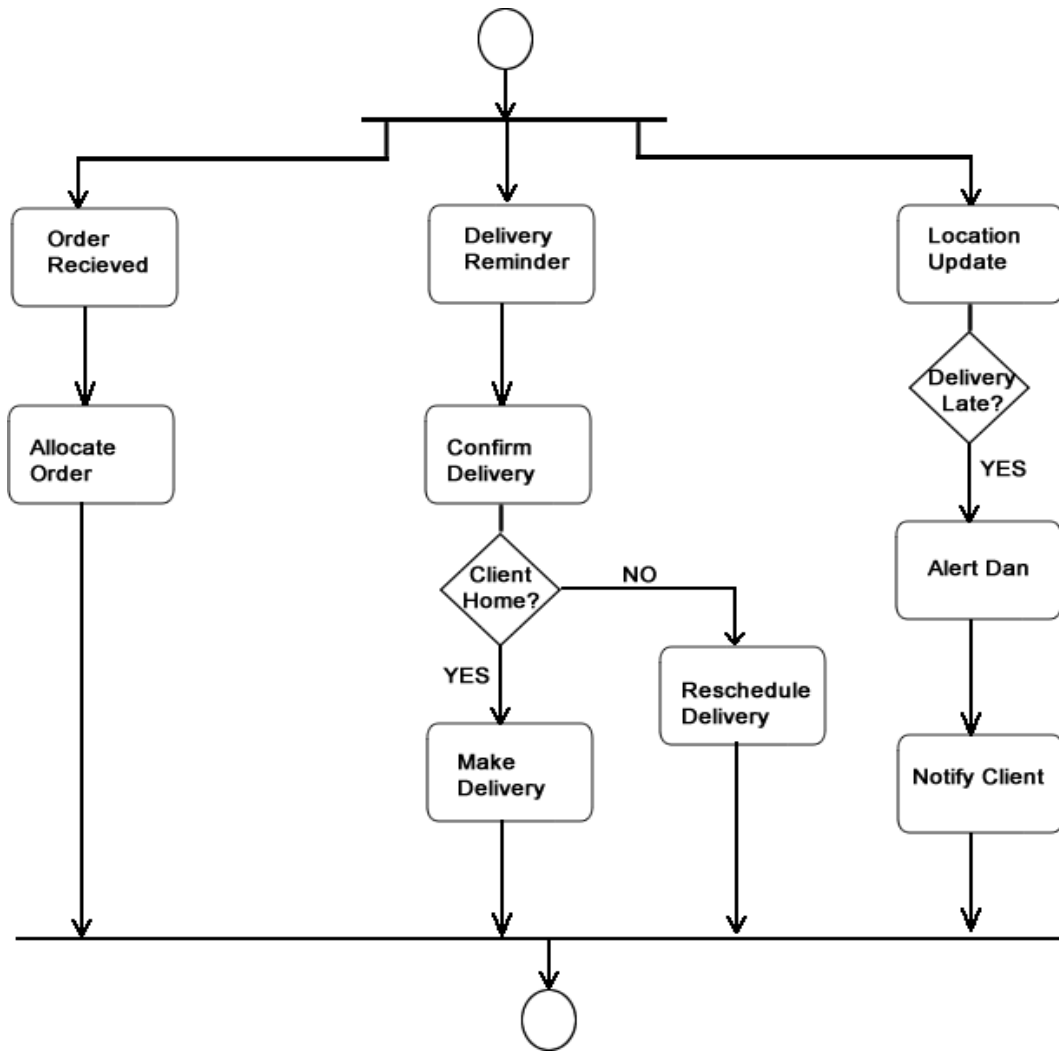 Order
Recieved
Delivery
Reminder
Location
Update
Delivery
Late?
Allocate
Order
Confirm
Delivery
YES
Client
Home?
NO
Alert Dan
YES
Reschedule
Delivery
Make
Delivery
Notify Client